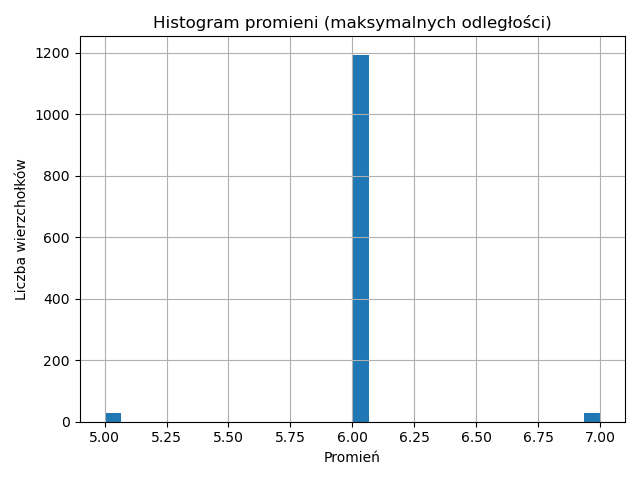 Histogram promieni (maksymalnych odległości)
Liczba wierzchołków
1200
1000
800
600
400
200
0
5.00 5.25 5.50 5.75 6.00 6.25 6.50 6.75 7.00
Promień